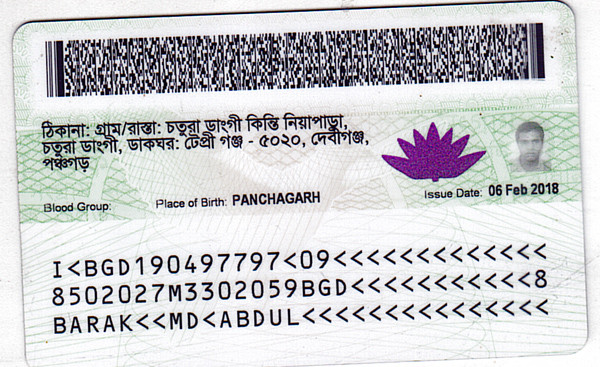 ঠিকানা: গ্রাম/রাস্তা: চতুরা ডাংগী কিন্তি নিয়াপাড়া,
চতুরা ডাংগী, ডাকঘর: টেপ্রী গঞ্জ - ৫০২০, দেবীগঞ্জ,
পঞ্চগড়
Blood Group: Place of Birth: PANCHAGARH Issue Date: 06 Feb 2018
I<BGD190497797<09<<<<<<<<<<<<<
8502027M3302059BGD<<<<<<<<<<<8
BARAK<<MD<ABDUL<<<<<<<<<<<<<<<